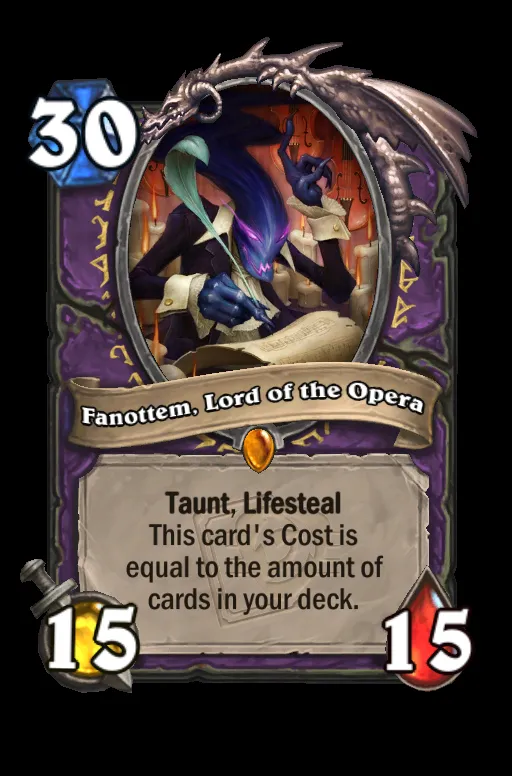 30
Fanottem, Lord of the Opera
Taunt, Lifesteal
This card's Cost is
equal to the amount of
cards in your deck.
15
15